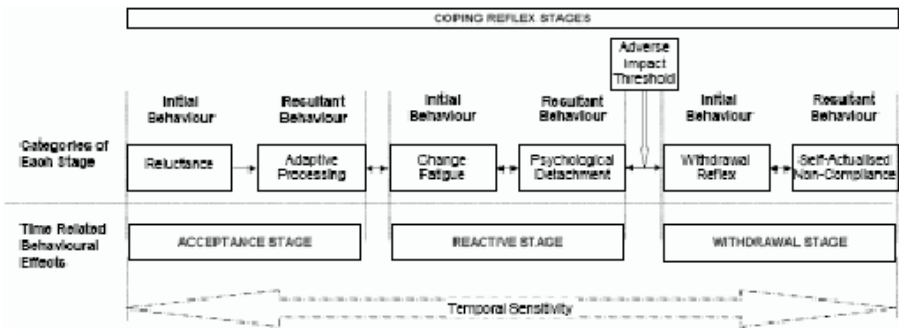 COPING REFLEX STAGES
Adverse
Impact
Threshold
Initial
Behaviour
Resultant
Behaviour
Initial
Behaviour
Resultant
Behaviour
Initial
Behaviour
Resultant
Behaviour
Categories of
Each Stage
Reluctance
Adaptive
Processing
Change
Fatigue
Psychological
Detachment
Withdrawal
Reflex
Self-Actualised
Non-Compliance
Time Related
Behavioural
Effects
ACCEPTANCE STAGE
REACTIVE STAGE
WITHDRAWAL STAGE
Temporal Sensitivity